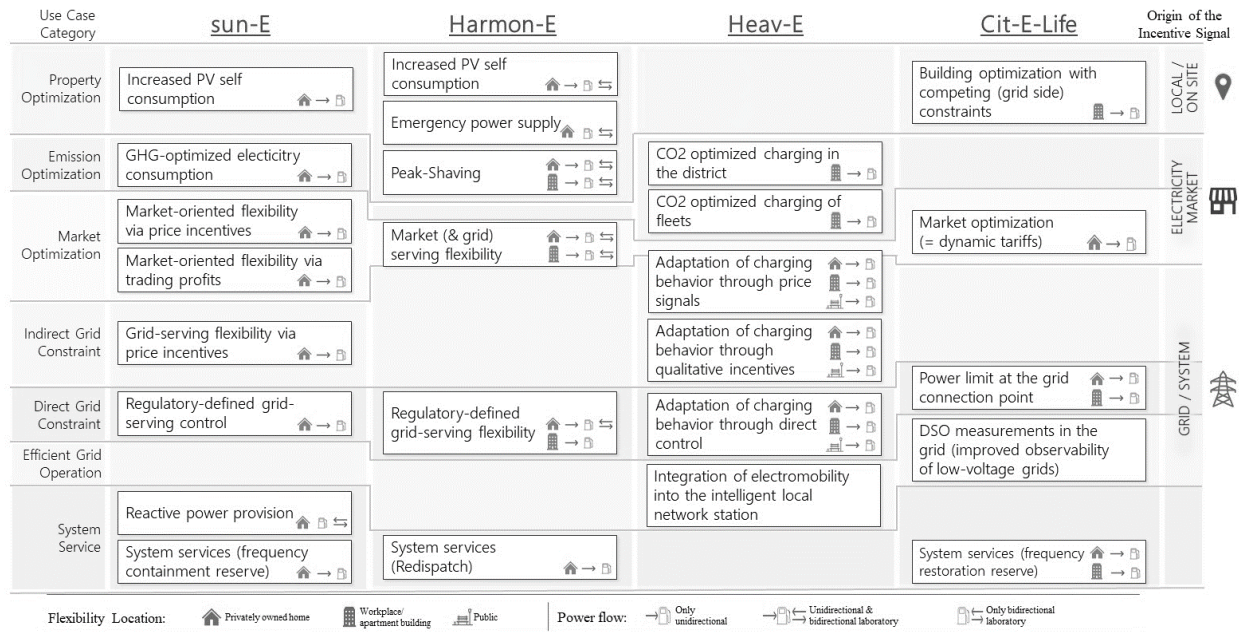 Use Case
Category
sun-E
Harmon-E
Heav-E
Cit-E-Life
Origin of the
Incentive Signal
Property
Optimization
Increased PV self
consumption
Increased PV self
consumption
Emergency power supply
Building optimization with
competing (grid side)
constraints
LOCAL /
ON SITE
Emission
Optimization
GHG-optimized electicitry
consumption
Peak-Shaving
CO2 optimized charging in
the district
CO2 optimized charging of
fleets
ELECTRICITY
MARKET
Market
Optimization
Market-oriented flexibility
via price incentives
Market-oriented flexibility via
trading profits
Market (& grid)
serving flexibility
Market optimization
(= dynamic tariffs)
Adaptation of charging
behavior through price
signals
Indirect Grid
Constraint
Grid-serving flexibility via
price incentives
Adaptation of charging
behavior through
qualitative incentives
Power limit at the grid
connection point
GRID / SYSTEM
Direct Grid
Constraint
Regulatory-defined grid-
serving control
Regulatory-defined
grid-serving flexibility
Adaptation of charging
behavior through direct
control
DSO measurements in the
grid (improved observability
of low-voltage grids)
Efficient Grid
Operation
Integration of electromobility
into the intelligent local
network station
System
Service
Reactive power provision
System services (frequency
containment reserve)
System services
(Redispatch)
System services (frequency
restoration reserve)
Flexibility Location:
Privately owned home
Workplace/
apartment building
Public
Power flow:
Only
unidirectional
Unidirectional &
bidirectional laboratory
Only bidirectional
laboratory